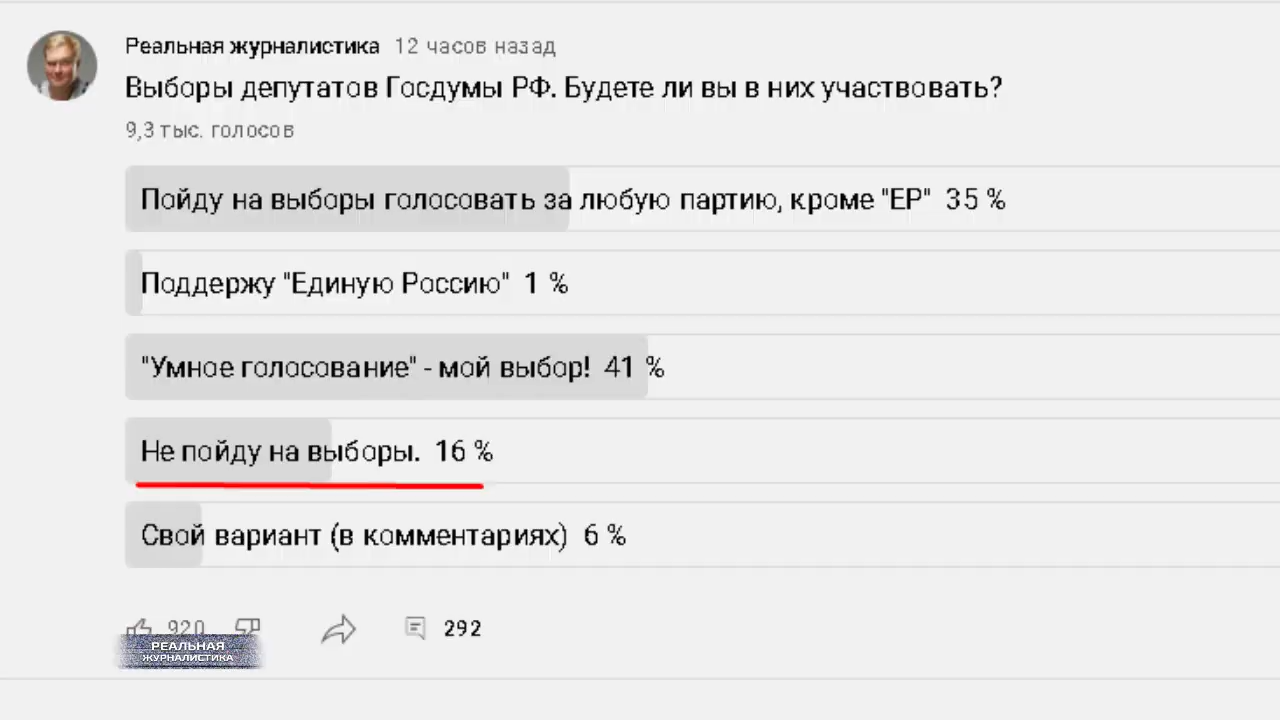 Реальная журналистика 12 часов назад
Выборы депутатов Госдумы РФ. Будете ли вы в них участвовать?
9,3 тыс. голосов
Пойду на выборы голосовать за любую партию, кроме "ЕР" 35 %
Поддержу "Единую Россию" 1 %
"Умное голосование" - мой выбор! 41 %
Не пойду на выборы. 16 %
Свой вариант (в комментариях) 6 %
920 292
РЕАЛЬНАЯ
ЖУРНАЛИСТИКА